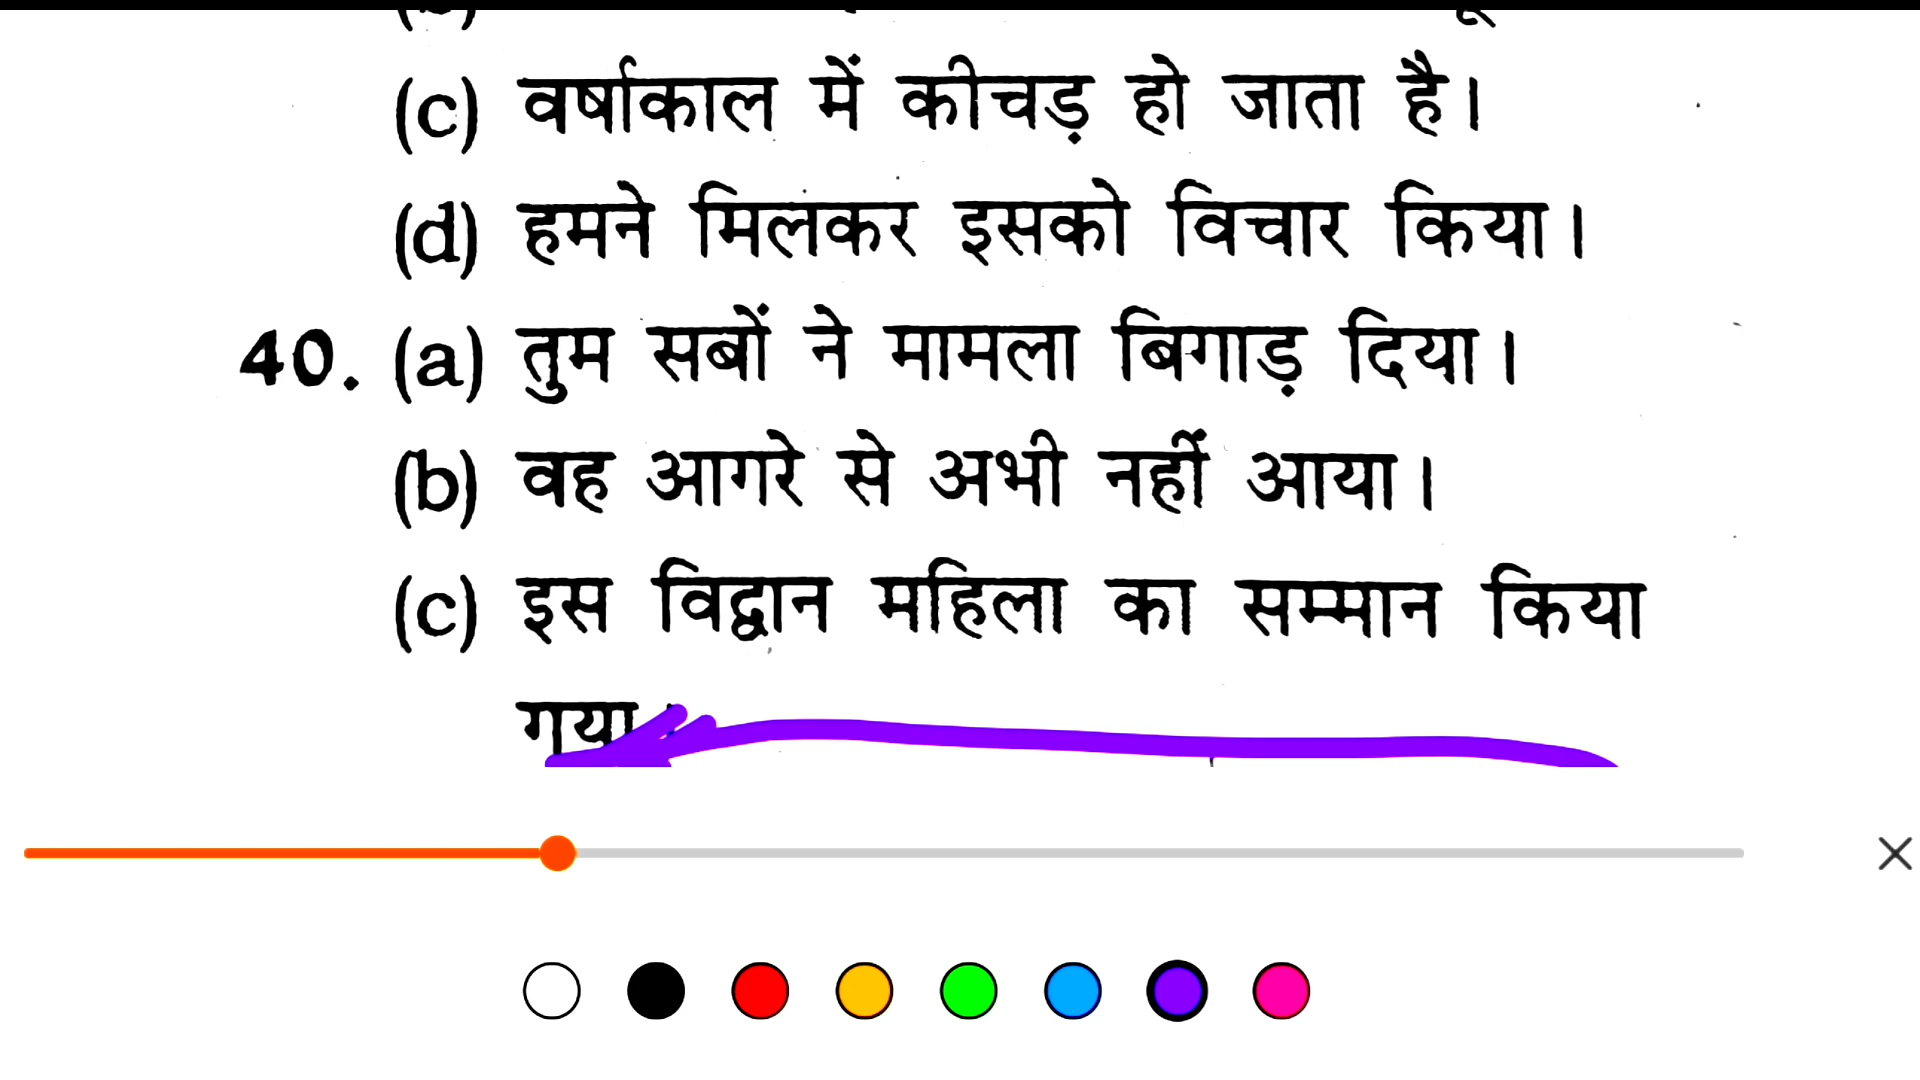 (c) वर्षाकाल में कीचड़ हो जाता है।
(d) हमने मिलकर इसको विचार किया।
40. (a) तुम सबों ने मामला बिगाड़ दिया।
(b) वह आगरे से अभी नहीं आया।
(c) इस विद्वान महिला का सम्मान किया
गया